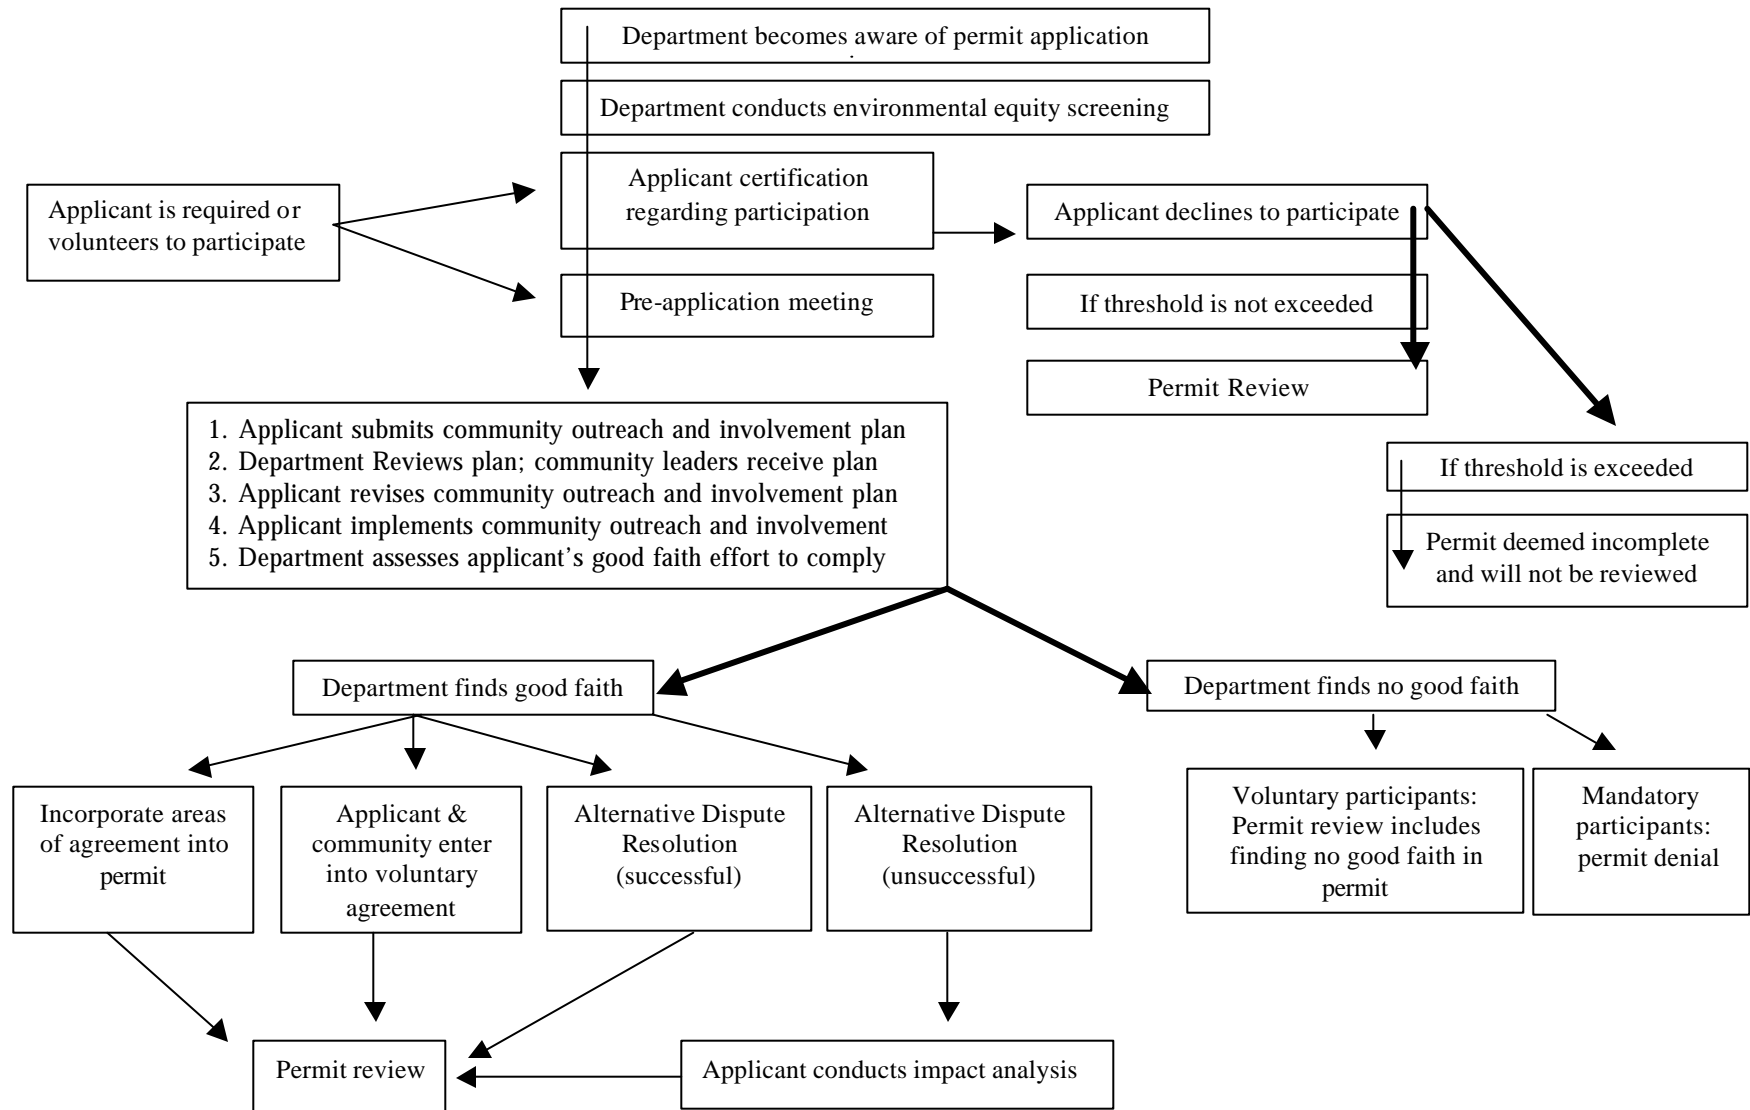 Department becomes aware of permit application
Department conducts environmental equity screening
Applicant is required or
volunteers to participate
Applicant certification
regarding participation
Applicant declines to participate
Pre-application meeting
If threshold is not exceeded
Permit Review
1. Applicant submits community outreach and involvement plan
2. Department Reviews plan; community leaders receive plan
3. Applicant revises community outreach and involvement plan
4. Applicant implements community outreach and involvement
5. Department assesses applicant’s good faith effort to comply
If threshold is exceeded
Permit deemed incomplete
and will not be reviewed
Department finds good faith
Department finds no good faith
Incorporate areas
of agreement into
permit
Applicant &
community enter
into voluntary
agreement
Alternative Dispute
Resolution
(successful)
Alternative Dispute
Resolution
(unsuccessful)
Voluntary participants:
Permit review includes
finding no good faith in
permit
Mandatory
participants:
permit denial
Permit review
Applicant conducts impact analysis